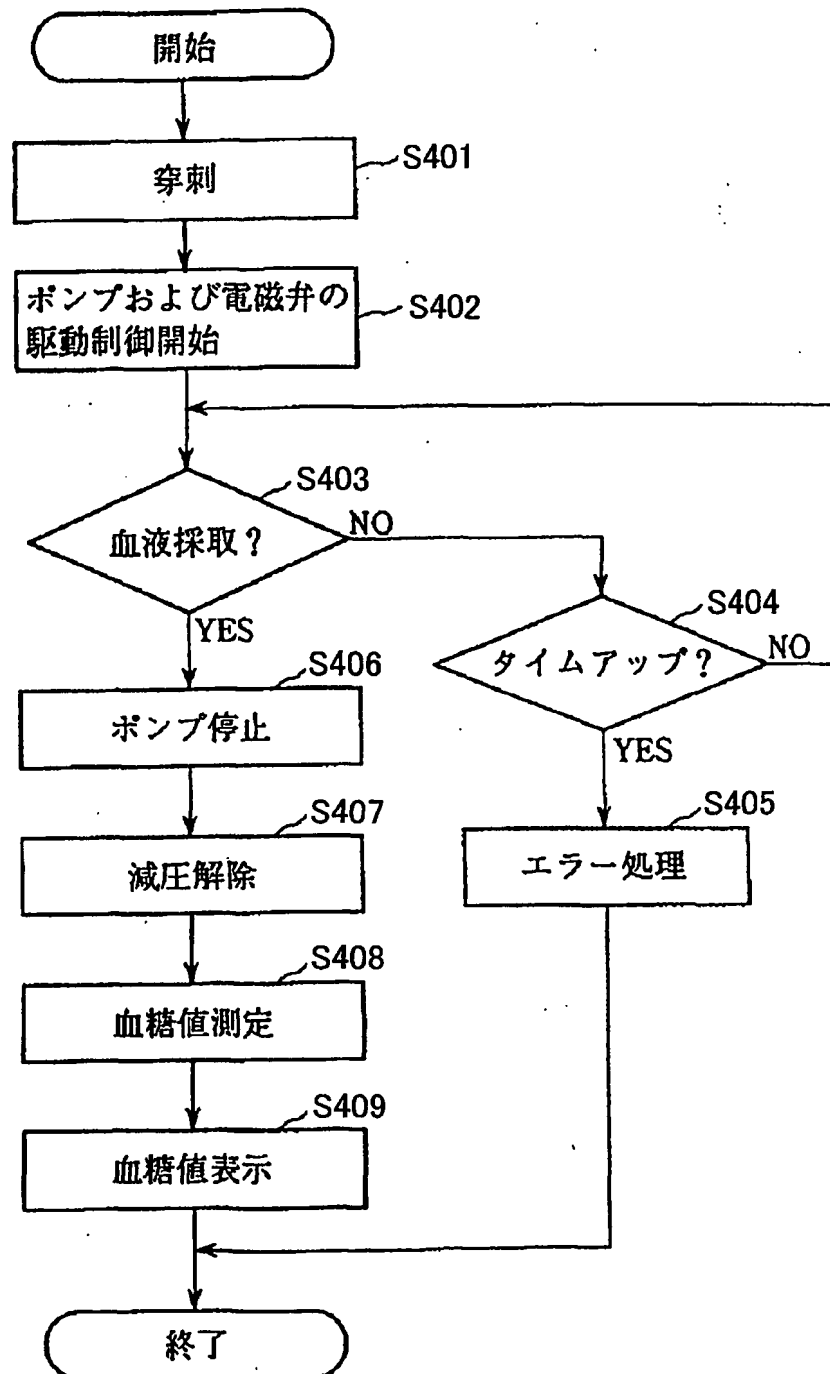 開始
穿刺
S401
ポンプおよび電磁弁の
駆動制御開始
S402
S403
血液採取？
NO
YES
S404
タイムアップ？
NO
YES
S405
エラー処理
S406
ポンプ停止
S407
減圧解除
S408
血糖値測定
S409
血糖値表示
終了